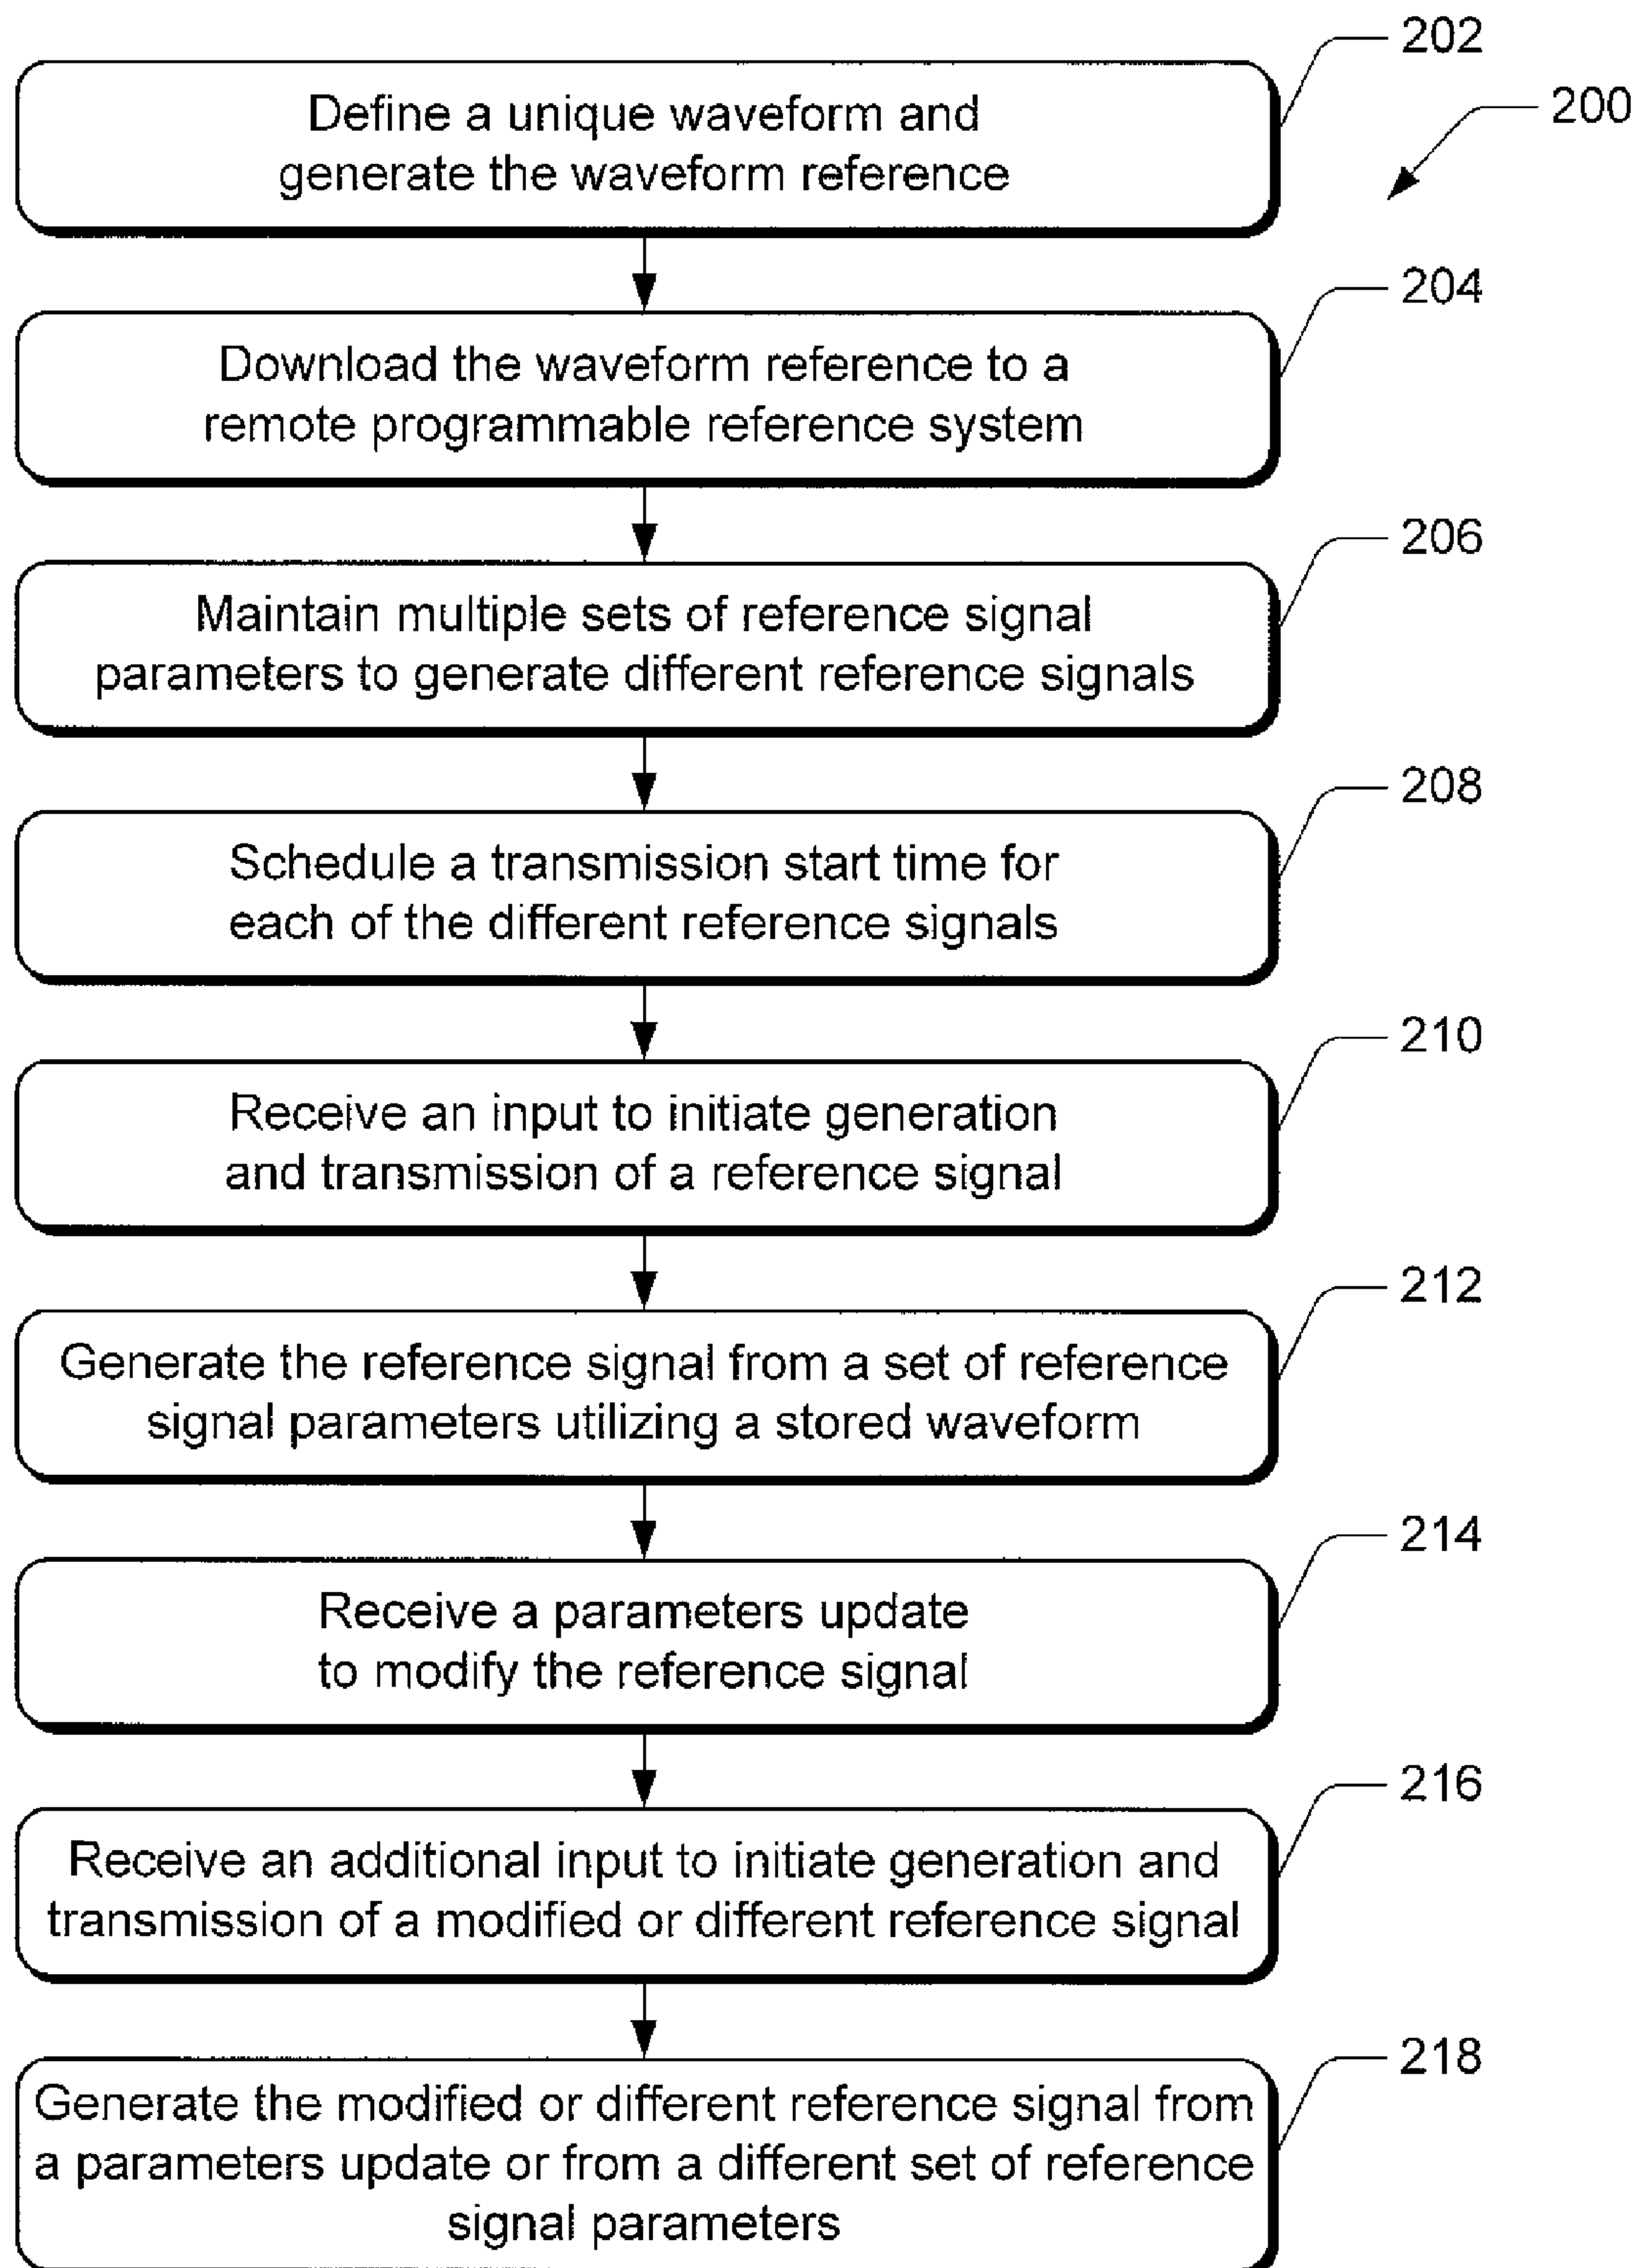 202
200
Define a unique waveform and
generate the waveform reference
204
Download the waveform reference to a
remote programmable reference system
206
Maintain multiple sets of reference signal
parameters to generate different reference signals
208
Schedule a transmission start time for
each of the different reference signals
210
Receive an input to initiate generation
and transmission of a reference signal
212
Generate the reference signal from a set of reference
signal parameters utilizing a stored waveform
214
Receive a parameters update
to modify the reference signal
216
Receive an additional input to initiate generation and
transmission of a modified or different reference signal
218
Generate the modified or different reference signal from
a parameters update or from a different set of reference
signal parameters